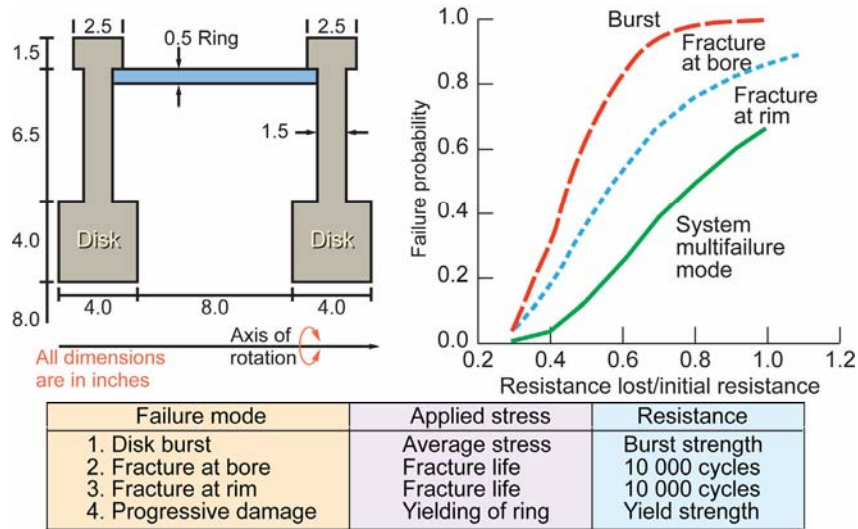 2.5
2.5
1.5
0.5 Ring
6.5
1.5
Disk
Disk
4.0
4.0
8.0
4.0
8.0
Axis of
rotation
All dimensions
are in inches
Failure probability
1.0
0.8
0.6
0.4
0.2
0.0
0.2
0.4
0.6
0.8
1.0
1.2
Resistance lost/initial resistance
Burst
Fracture
at bore
Fracture
at rim
System
multifailure
mode
Failure mode Applied stress Resistance
1. Disk burst Average stress Burst strength
2. Fracture at bore Fracture life 10 000 cycles
3. Fracture at rim Fracture life 10 000 cycles
4. Progressive damage Yielding of ring Yield strength